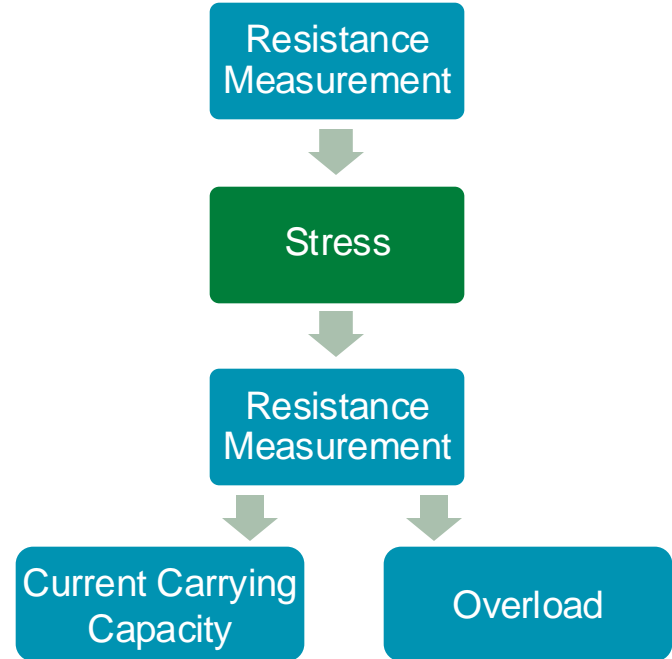 Resistance
Measurement
Stress
Resistance
Measurement
Current Carrying
Capacity
Overload